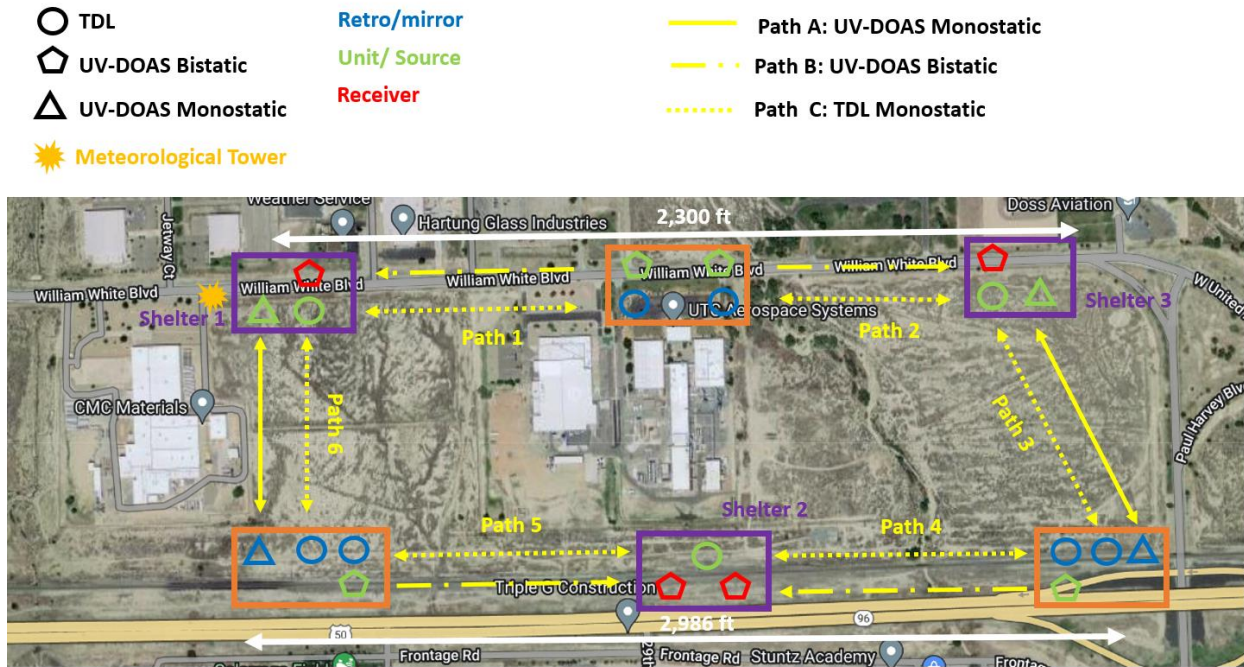 TDL
Retro/mirror
Path A: UV-DOAS Monostatic
UV-DOAS Bistatic
Unit/ Source
Path B: UV-DOAS Bistatic
UV-DOAS Monostatic
Receiver
Path C: TDL Monostatic
Meteorological Tower
Weather Service
Hartung Glass Industries
2,300 ft
Doss Aviation
Jetway Ct
William White Blvd
William White Blvd
William White Blvd
William White Blvd
William White Blvd
W United
Shelter 1
Shelter 3
UTC Aerospace Systems
Path 1
Path 2
CMC Materials
Path 6
Path 3
Paul Harvey Blvd
Shelter 2
Path 5
Path 4
Triple G Construction
50
2,986 ft
96
Frontage Rd
29th
Frontage Rd
Stuntz Academy